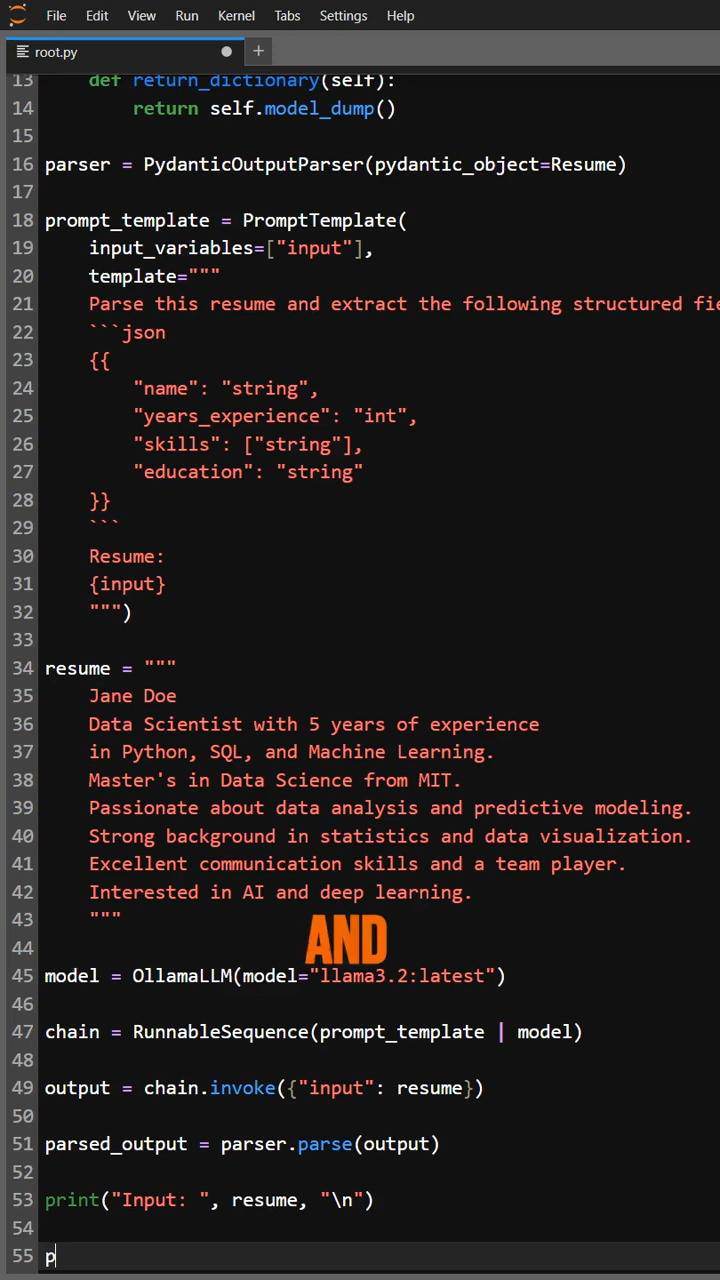 File Edit View Run Kernel Tabs Settings Help
root.py
13 def return_dictionary(self):
14 return self.model_dump()
15
16 parser = PydanticOutputParser(pydantic_object=Resume)
17
18 prompt_template = PromptTemplate(
19 input_variables=["input"],
20 template="""
21 Parse this resume and extract the following structured fie
22 ```json
23 {{
24 "name": "string",
25 "years_experience": "int",
26 "skills": ["string"],
27 "education": "string"
28 }}
29 ```
30 Resume:
31 {input}
32 """)
33
34 resume = """
35 Jane Doe
36 Data Scientist with 5 years of experience
37 in Python, SQL, and Machine Learning.
38 Master's in Data Science from MIT.
39 Passionate about data analysis and predictive modeling.
40 Strong background in statistics and data visualization.
41 Excellent communication skills and a team player.
42 Interested in AI and deep learning.
43 """
AND
44
45 model = OllamaLLM(model="llama3.2:latest")
46
47 chain = RunnableSequence(prompt_template | model)
48
49 output = chain.invoke({"input": resume})
50
51 parsed_output = parser.parse(output)
52
53 print("Input: ", resume, "\n")
54
55 p